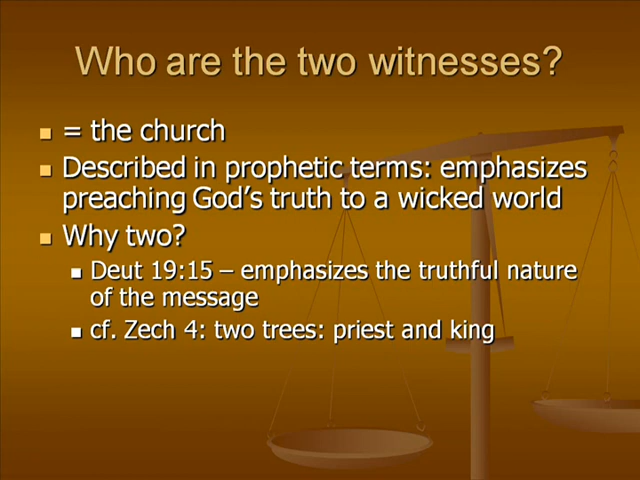 Who are the two witnesses?
= the church
Described in prophetic terms: emphasizes
preaching God's truth to a wicked world
Why two?
Deut 19:15 – emphasizes the truthful nature
of the message
cf. Zech 4: two trees: priest and king